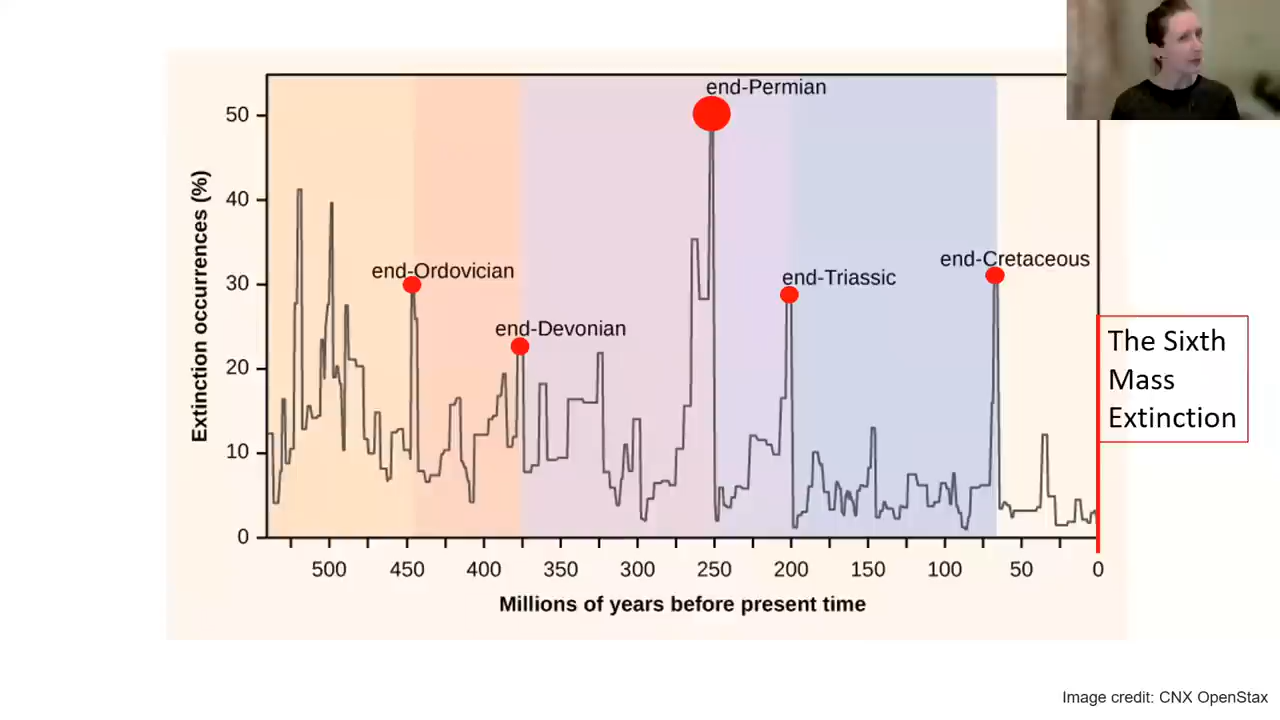 end-Permian
50
40
end-Ordovician
30
end-Triassic
end-Cretaceous
end-Devonian
20
10
0
Extinction occurrences (%)
500 450 400 350 300 250 200 150 100 50 0
Millions of years before present time
The Sixth
Mass
Extinction
Image credit: CNX OpenStax